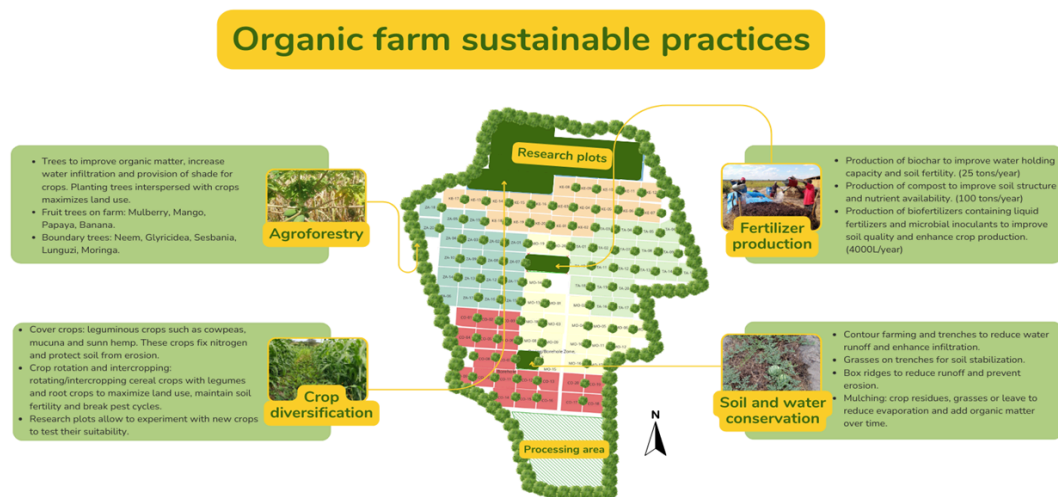 Organic farm sustainable practices
• Trees to improve organic matter, increase
water infiltration and provision of shade for
crops. Planting trees interspersed with crops
maximizes land use.
• Fruit trees on farm: Mulberry, Mango,
Papaya, Banana.
• Boundary trees: Neem, Glyricidea, Sesbania,
Lunguzi, Moringa.
Agroforestry
Research plots
Fertilizer
production
• Production of biochar to improve water holding
capacity and soil fertility. (25 tons/year)
• Production of compost to improve soil structure
and nutrient availability. (100 tons/year)
• Production of biofertilizers containing liquid
fertilizers and microbial inoculants to improve
soil quality and enhance crop production.
(4000L/year)
• Cover crops: leguminous crops such as cowpeas,
mucuna and sunn hemp. These crops fix nitrogen
and protect soil from erosion.
• Crop rotation and intercropping:
rotating/intercropping cereal crops with legumes
and root crops to maximize land use, maintain
soil fertility and break pest cycles.
• Research plots allow to experiment with new crops
to test their suitability.
Crop
diversification
Soil and water
conservation
• Contour farming and trenches to reduce water
runoff and enhance infiltration.
• Grasses on trenches for soil stabilization.
• Box ridges to reduce runoff and prevent
erosion.
• Mulching: crop residues, grasses or leave to
reduce evaporation and add organic matter
over time.
Borehole Zone
N
Processing area